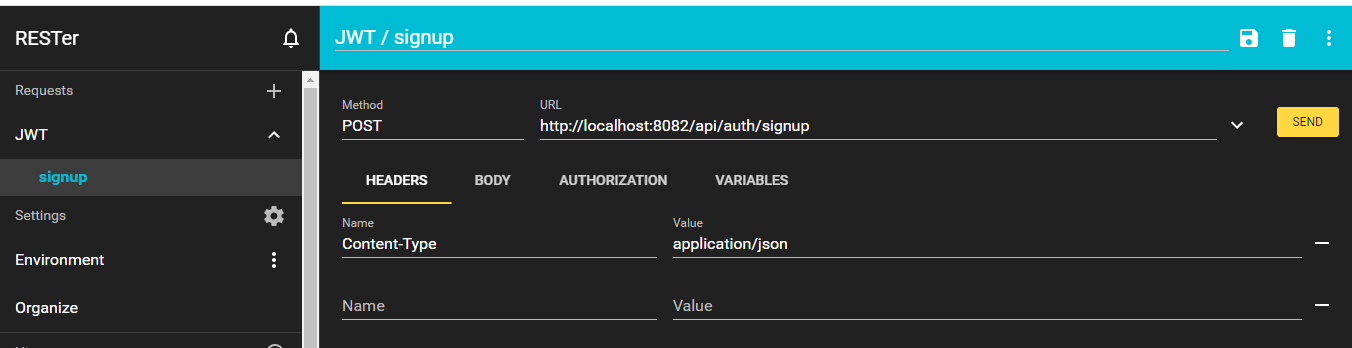 RESTer
JWT / signup
Requests
JWT
signup
Settings
Environment
Organize
Method
POST
URL
http://localhost:8082/api/auth/signup
SEND
HEADERS BODY AUTHORIZATION VARIABLES
Name Value
Content-Type application/json
Name Value